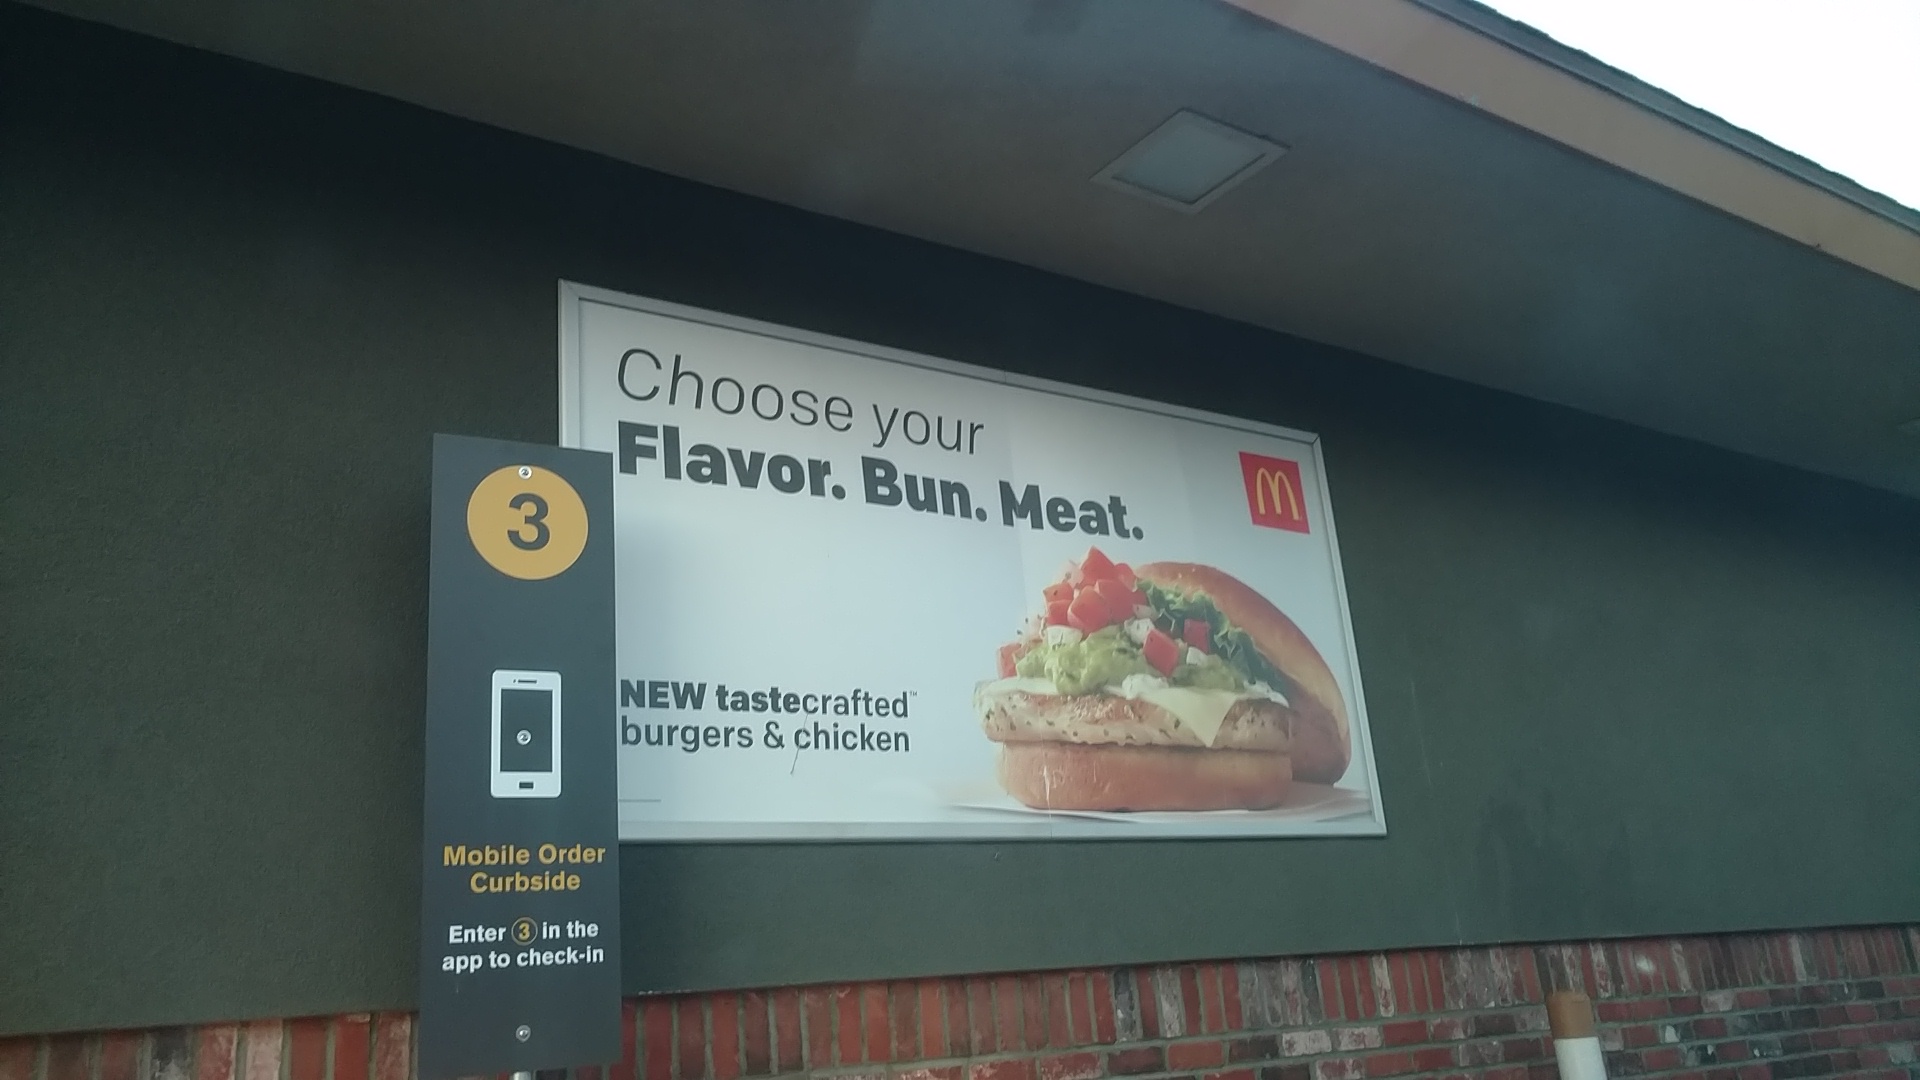 Choose your
Flavor. Bun. Meat.
NEW tastecrafted™
burgers & chicken
3
Mobile Order
Curbside
Enter 3 in the
app to check-in